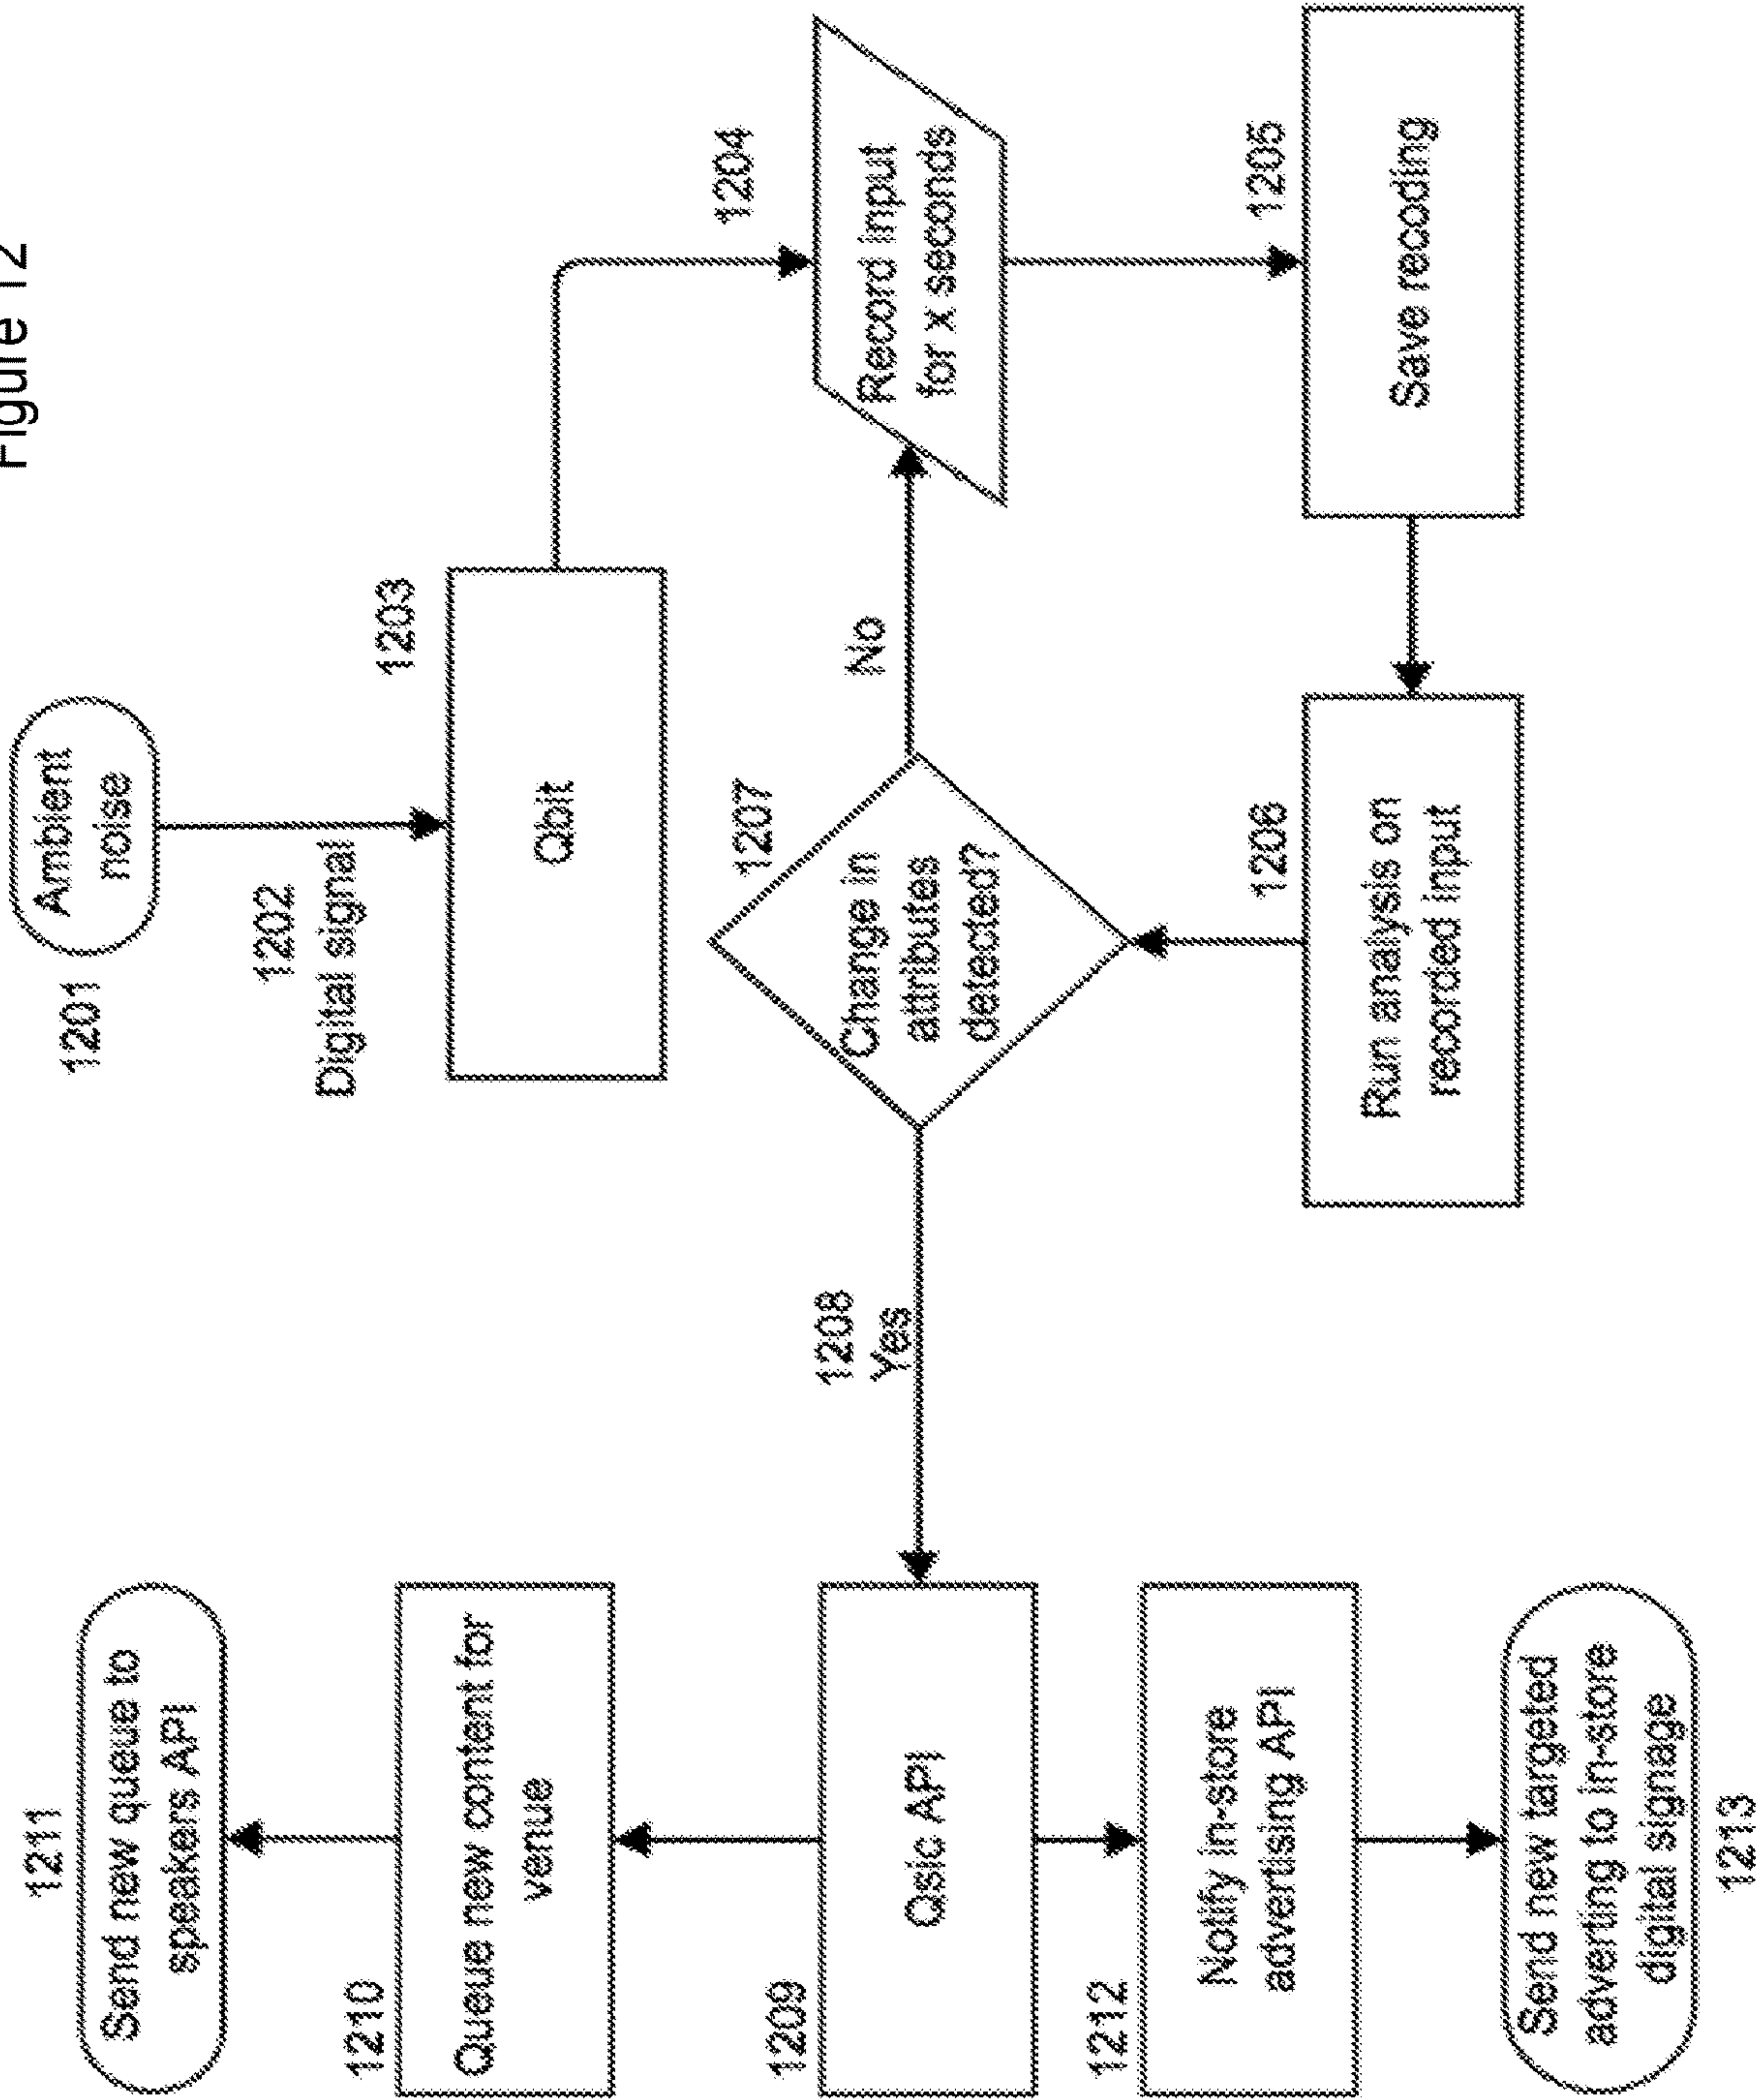 Figure 12
1201
Ambient
noise
1202
Digital signal
1203
Qbit
1204
Record input
for x seconds
1205
Save recoding
1206
Run analysis on
recorded input
1207
Change in
attributes
detected?
No
1208
Yes
1209
Qsic API
1210
Queue new content for
venue
1211
Send new queue to
speakers API
1212
Notify in-store
advertising API
Send new targeted
adverting to in-store
digital signage
1213